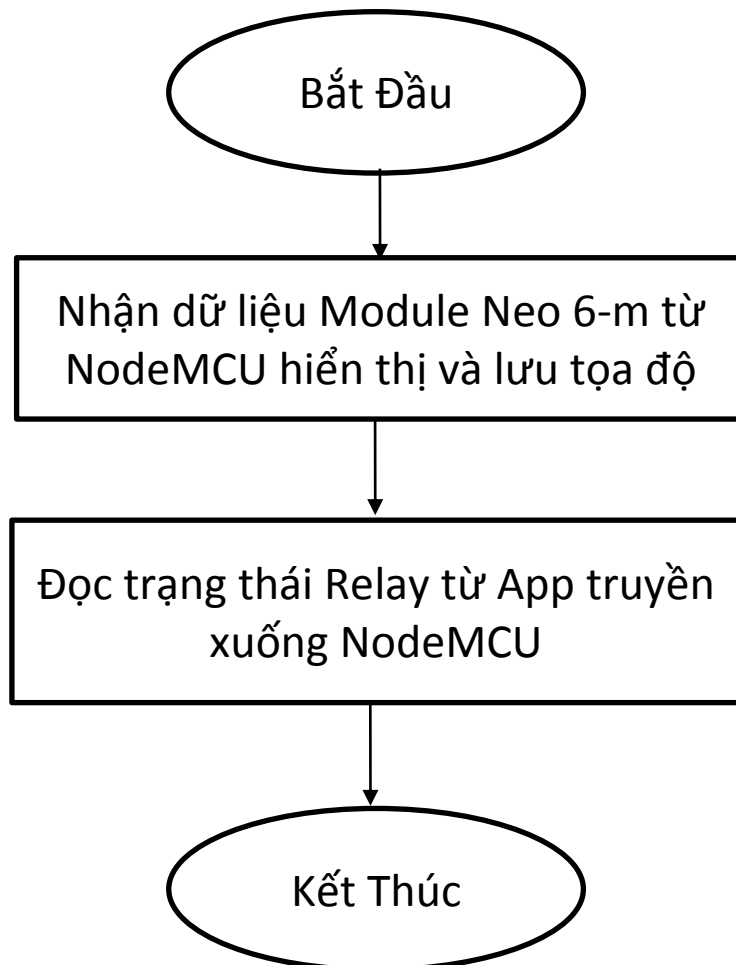 Bắt Đầu
Nhận dữ liệu Module Neo 6-m từ
NodeMCU hiển thị và lưu tọa độ
Đọc trạng thái Relay từ App truyền
xuống NodeMCU
Kết Thúc